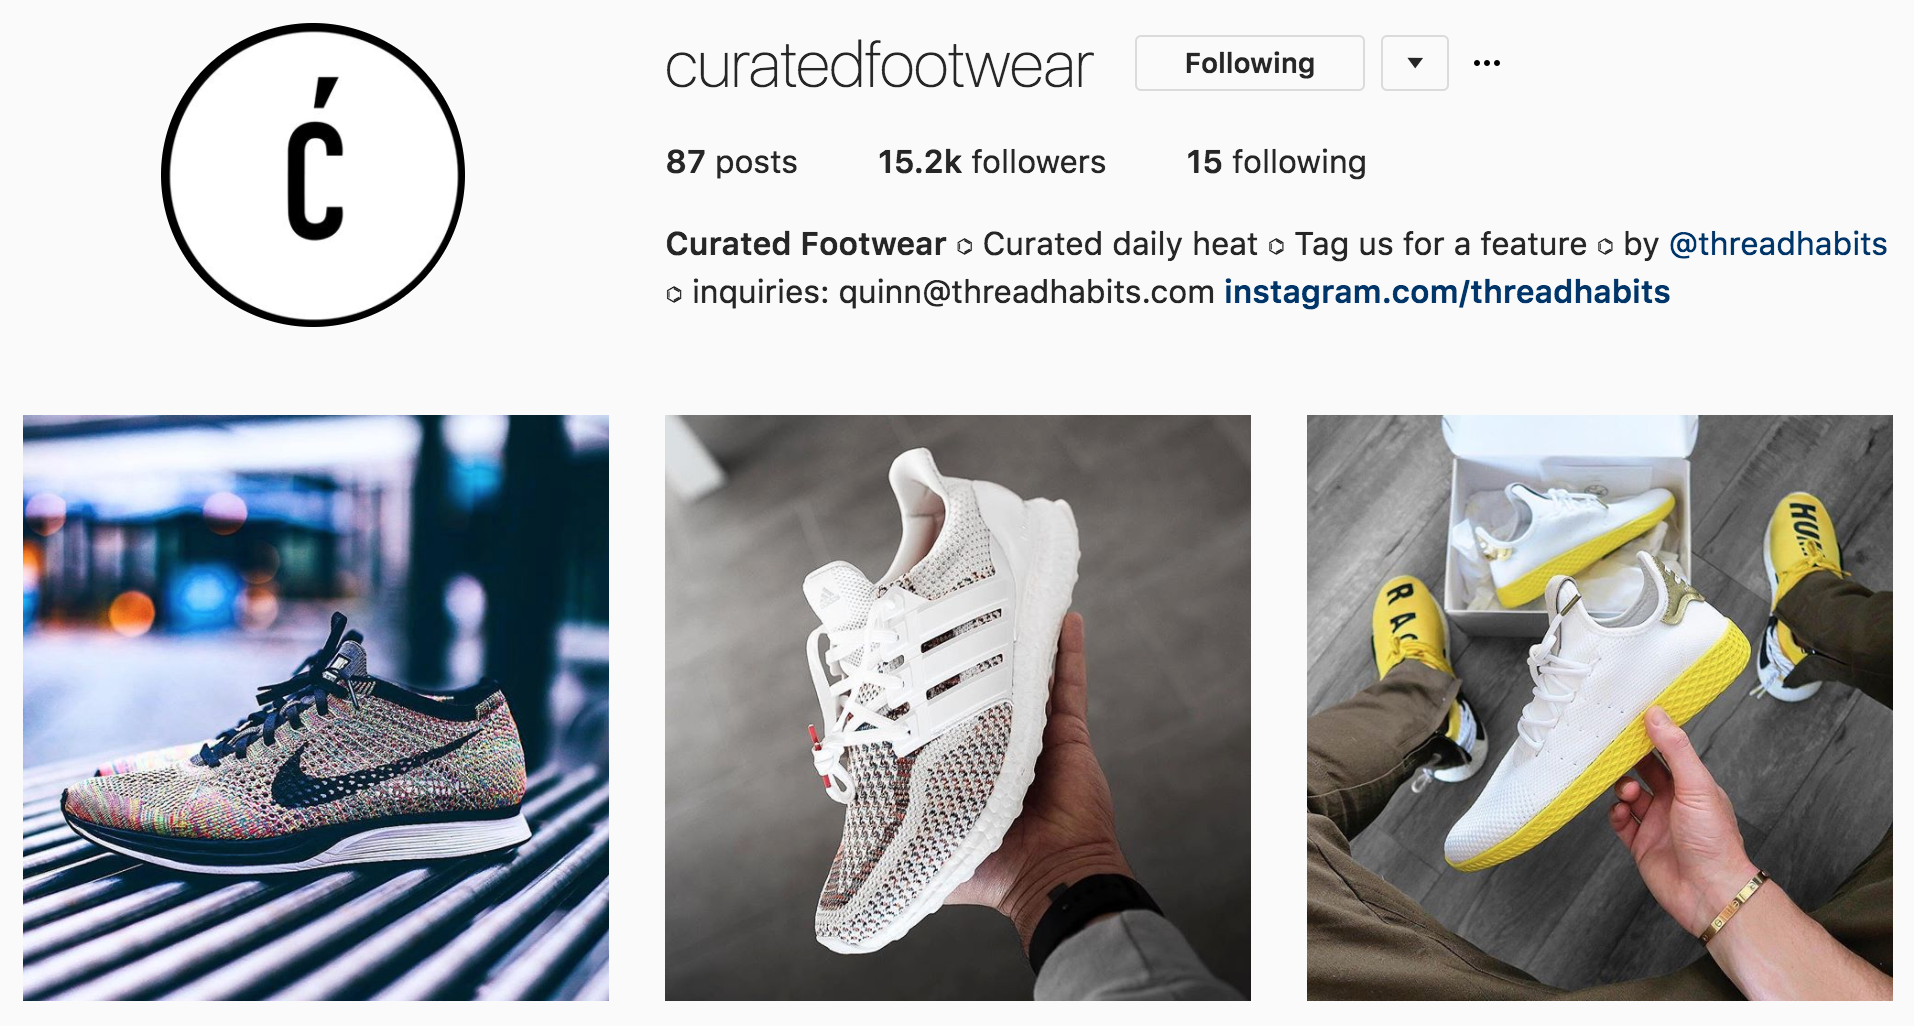 Ć
curatedfootwear Following ▼ •••
87 posts 15.2k followers 15 following
Curated Footwear ⌬ Curated daily heat ⌬ Tag us for a feature ⌬ by @threadhabits
⌬ inquiries: quinn@threadhabits.com instagram.com/threadhabits
HU
RAC